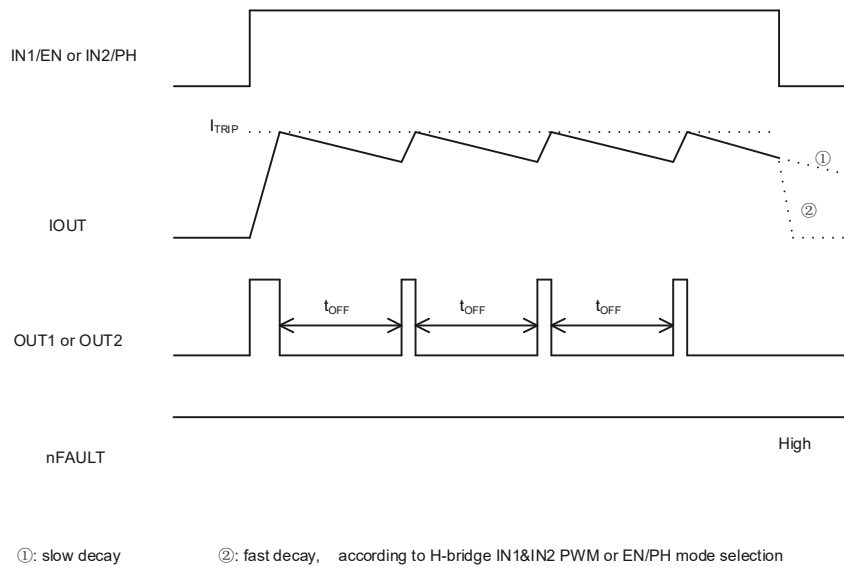 IN1/EN or IN2/PH
ITRIP
①
②
IOUT
tOFF tOFF tOFF
OUT1 or OUT2
High
nFAULT
①: slow decay ②: fast decay, according to H-bridge IN1&IN2 PWM or EN/PH mode selection